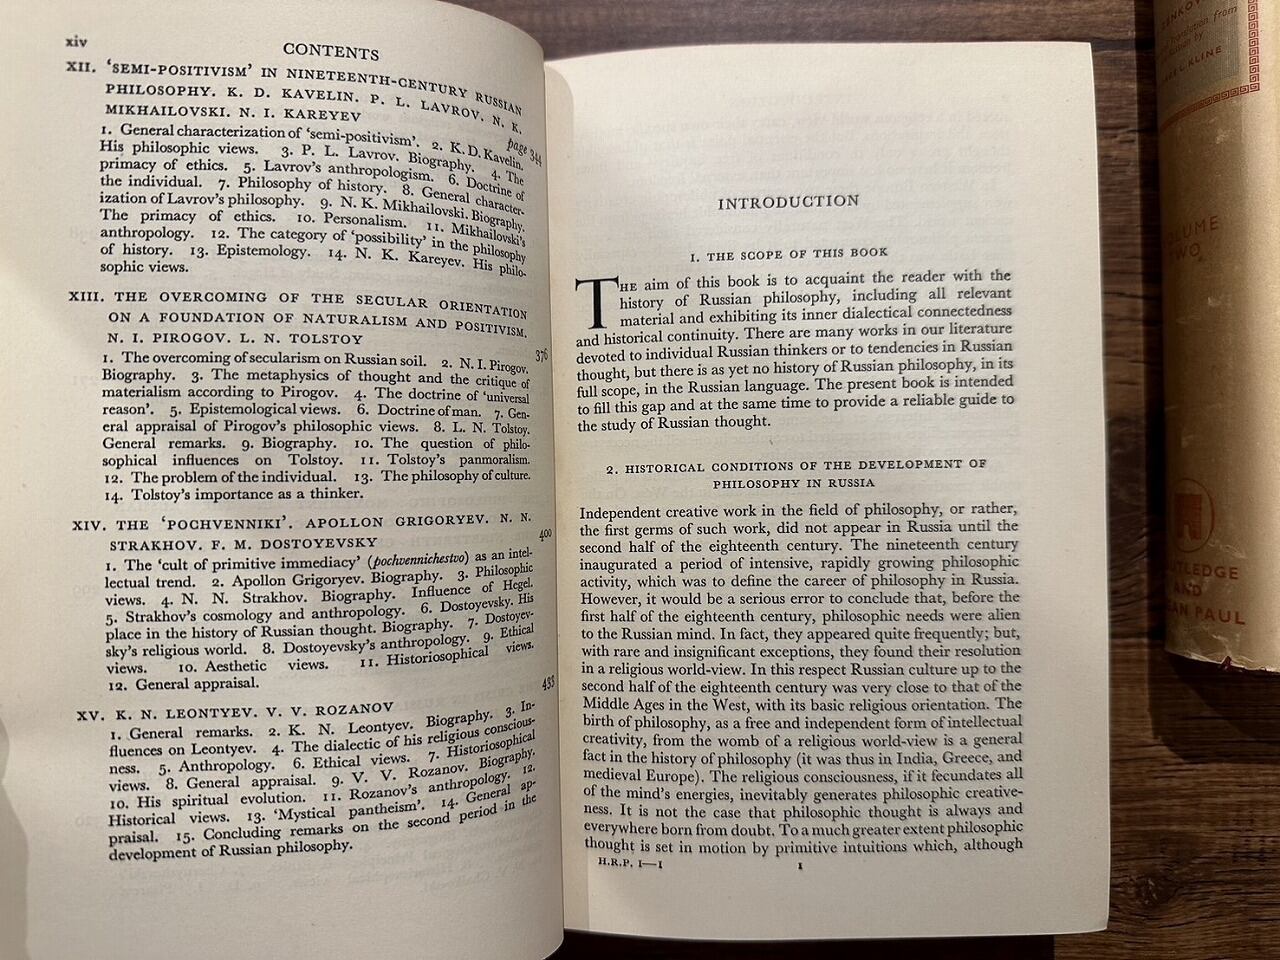 xiv
CONTENTS
XII. ‘SEMI-POSITIVISM’ IN NINETEENTH-CENTURY RUSSIAN
PHILOSOPHY. K. D. KAVELIN. P. L. LAVROV, N. K.
MIKHAILOVSKI. N. I. KAREYEV
page 344
1. General characterization of ‘semi-positivism’. 2. K. D. Kavelin.
His philosophic views. 3. P. L. Lavrov. Biography. 4. The
primacy of ethics. 5. Lavrov’s anthropologism. 6. Doctrine of
the individual. 7. Philosophy of history. 8. General character-
ization of Lavrov’s philosophy. 9. N. K. Mikhailovski. Biography.
The primacy of ethics. 10. Personalism. 11. Mikhailovski’s
anthropology. 12. The category of ‘possibility’ in the philosophy
of history. 13. Epistemology. 14. N. K. Kareyev. His philo-
sophic views.
XIII. THE OVERCOMING OF THE SECULAR ORIENTATION
ON A FOUNDATION OF NATURALISM AND POSITIVISM.
N. I. PIROGOV. L. N. TOLSTOY
376
1. The overcoming of secularism on Russian soil. 2. N. I. Pirogov.
Biography. 3. The metaphysics of thought and the critique of
materialism according to Pirogov. 4. The doctrine of ‘universal
reason’. 5. Epistemological views. 6. Doctrine of man. 7. Gen-
eral appraisal of Pirogov’s philosophic views. 8. L. N. Tolstoy.
General remarks. 9. Biography. 10. The question of philo-
sophical influences on Tolstoy. 11. Tolstoy’s panmoralism.
12. The problem of the individual. 13. The philosophy of culture.
14. Tolstoy’s importance as a thinker.
XIV. THE ‘POCHVENNIKI’. APOLLON GRIGORYEV. N. N.
STRAKHOV. F. M. DOSTOYEVSKY
400
1. The ‘cult of primitive immediacy’ (pochvennichestvo) as an intel-
lectual trend. 2. Apollon Grigoryev. Biography. 3. Philosophic
views. 4. N. N. Strakhov. Biography. Influence of Hegel.
5. Strakhov’s cosmology and anthropology. 6. Dostoyevsky. His
place in the history of Russian thought. Biography. 7. Dostoyev-
sky’s religious world. 8. Dostoyevsky’s anthropology. 9. Ethical
views. 10. Aesthetic views. 11. Historiosophical views.
12. General appraisal.
XV. K. N. LEONTYEV. V. V. ROZANOV
433
1. General remarks. 2. K. N. Leontyev. Biography. 3. In-
fluences on Leontyev. 4. The dialectic of his religious conscious-
ness. 5. Anthropology. 6. Ethical views. 7. Historiosophical
views. 8. General appraisal. 9. V. V. Rozanov. Biography.
10. His spiritual evolution. 11. Rozanov’s anthropology. 12.
Historical views. 13. ‘Mystical pantheism’. 14. General ap-
praisal. 15. Concluding remarks on the second period in the
development of Russian philosophy.
INTRODUCTION
1. THE SCOPE OF THIS BOOK
THE aim of this book is to acquaint the reader with the
history of Russian philosophy, including all relevant
material and exhibiting its inner dialectical connectedness
and historical continuity. There are many works in our literature
devoted to individual Russian thinkers or to tendencies in Russian
thought, but there is as yet no history of Russian philosophy, in its
full scope, in the Russian language. The present book is intended
to fill this gap and at the same time to provide a reliable guide to
the study of Russian thought.
2. HISTORICAL CONDITIONS OF THE DEVELOPMENT OF
PHILOSOPHY IN RUSSIA
Independent creative work in the field of philosophy, or rather,
the first germs of such work, did not appear in Russia until the
second half of the eighteenth century. The nineteenth century
inaugurated a period of intensive, rapidly growing philosophic
activity, which was to define the career of philosophy in Russia.
However, it would be a serious error to conclude that, before the
first half of the eighteenth century, philosophic needs were alien
to the Russian mind. In fact, they appeared quite frequently; but,
with rare and insignificant exceptions, they found their resolution
in a religious world-view. In this respect Russian culture up to the
second half of the eighteenth century was very close to that of the
Middle Ages in the West, with its basic religious orientation. The
birth of philosophy, as a free and independent form of intellectual
creativity, from the womb of a religious world-view is a general
fact in the history of philosophy (it was thus in India, Greece, and
medieval Europe). The religious consciousness, if it fecundates all
of the mind’s energies, inevitably generates philosophic creative-
ness. It is not the case that philosophic thought is always and
everywhere born from doubt. To a much greater extent philosophic
thought is set in motion by primitive intuitions which, although
H.R.P. I—I
1
Translation from
by
KLINE
VOLUME
TWO
AND
PAUL